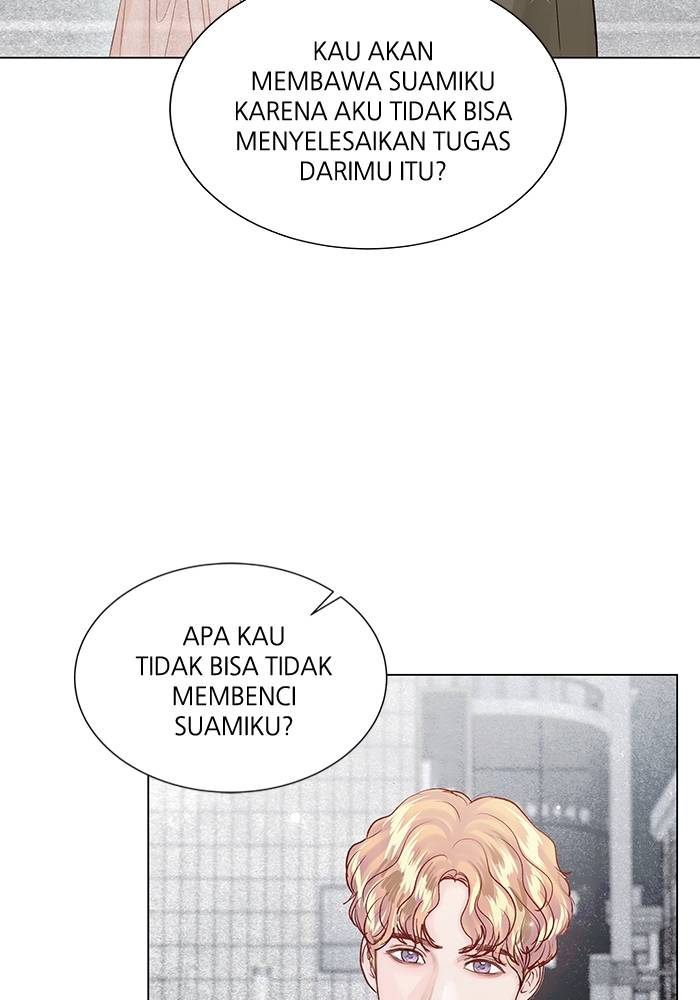 KAU AKAN
MEMBAWA SUAMIKU
KARENA AKU TIDAK BISA
MENYELESAIKAN TUGAS
DARIMU ITU?
APA KAU
TIDAK BISA TIDAK
MEMBENCI
SUAMIKU?